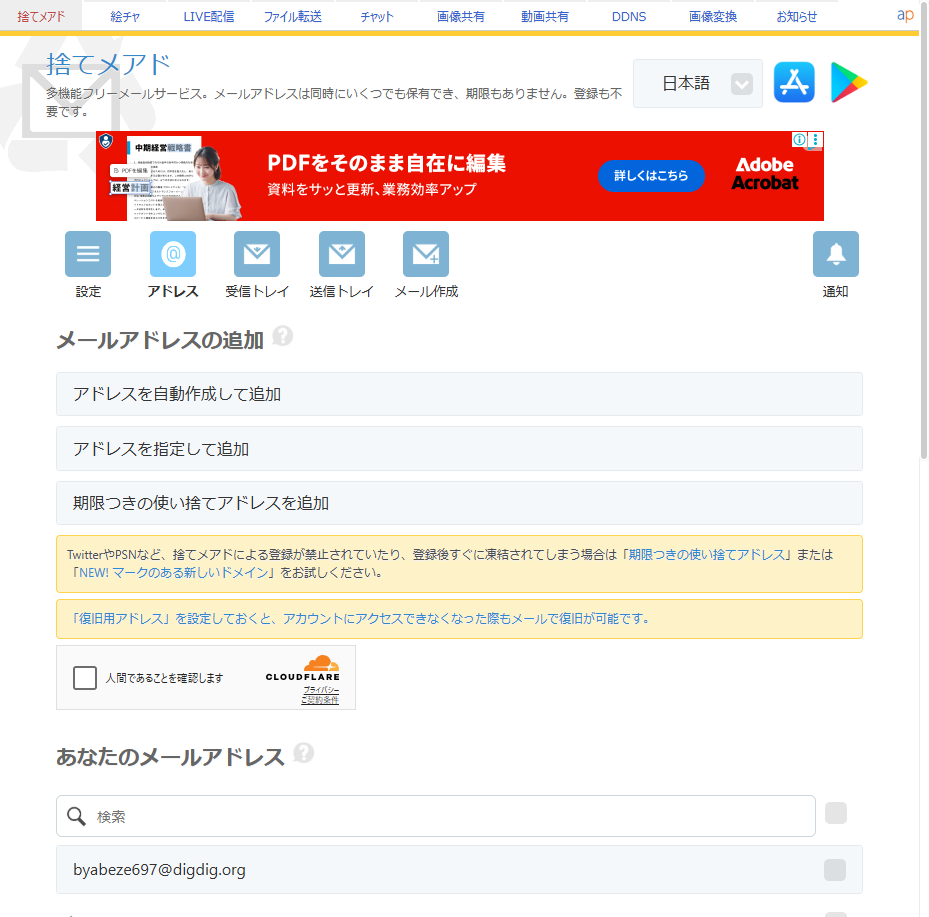 捨てメアド 絵チャ LIVE配信 ファイル転送 チャット 画像共有 動画共有 DDNS 画像変換 お知らせ ap
捨てメアド
多機能フリーメールサービス。メールアドレスは同時にいくつでも保有でき、期限もありません。登録も不
要です。
日本語
中期経営戦略書
PDFを編集
経営計画
PDFをそのまま自在に編集
資料をサッと更新、業務効率アップ
詳しくはこちら
Adobe
Acrobat
設定 アドレス 受信トレイ 送信トレイ メール作成 通知
メールアドレスの追加 ?
アドレスを自動作成して追加
アドレスを指定して追加
期限つきの使い捨てアドレスを追加
TwitterやPSNなど、捨てメアドによる登録が禁止されていたり、登録後すぐに凍結されてしまう場合は「期限つきの使い捨てアドレス」または
「NEW! マークのある新しいドメイン」をお試しください。
「復旧用アドレス」を設定しておくと、アカウントにアクセスできなくなった際もメールで復旧が可能です。
人間であることを確認します
CLOUDFLARE
プライバシー
ご契約条件
あなたのメールアドレス ?
検索
byabeze697@digdig.org